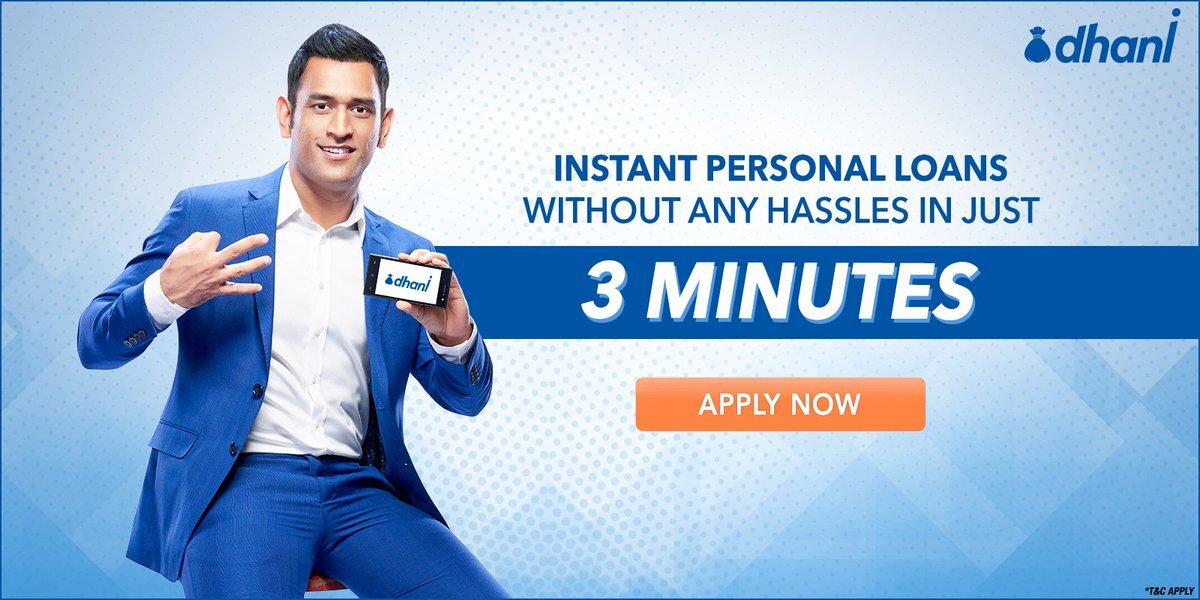 dhani
INSTANT PERSONAL LOANS
WITHOUT ANY HASSLES IN JUST
dhani
3 MINUTES
APPLY NOW
*T&C APPLY